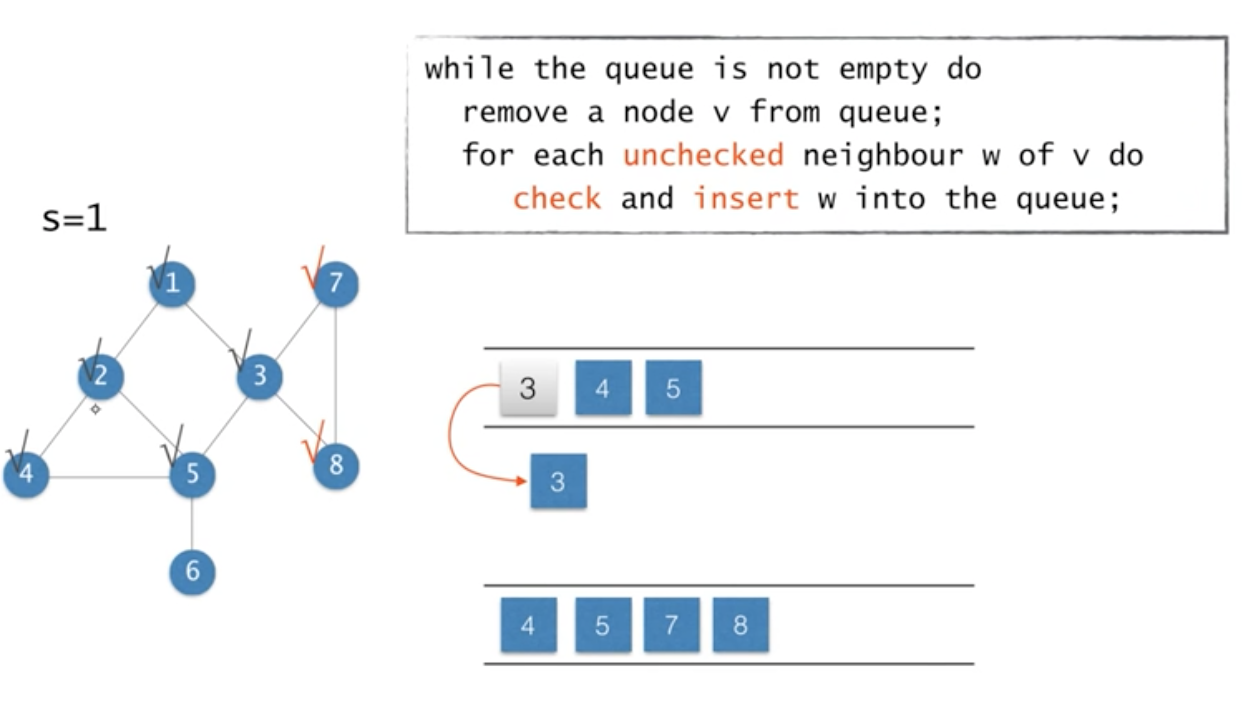 while the queue is not empty do
remove a node v from queue;
for each unchecked neighbour w of v do
check and insert w into the queue;
s=1
1
7
2
3
4
5
8
6
3 4 5
3
4 5 7 8